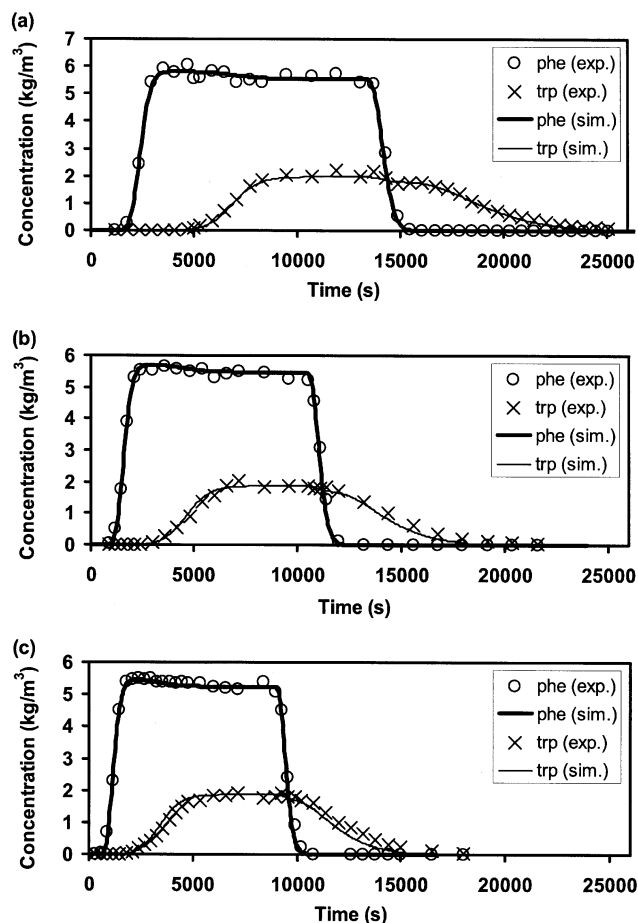 (a)
7
6
5
4
3
2
1
0
Concentration (kg/m³)
phe (exp.)
trp (exp.)
phe (sim.)
trp (sim.)
0 5000 10000 15000 20000 25000
Time (s)
(b)
6
5
4
3
2
1
0
Concentration (kg/m³)
phe (exp.)
trp (exp.)
phe (sim.)
trp (sim.)
0 5000 10000 15000 20000 25000
Time (s)
(c)
6
5
4
3
2
1
0
Concentration (kg/m³)
phe (exp.)
phe (sim.)
trp (exp.)
trp (sim.)
0 5000 10000 15000 20000 25000
Time (s)